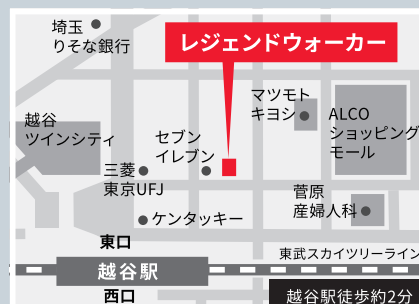 埼玉
りそな銀行
レジェンドウォーカー
マツモト
キヨシ
ALCO
ショッピング
モール
越谷
ツインシティ
セブン
イレブン
三菱
東京UFJ
菅原
産婦人科
ケンタッキー
東口
東武スカイツリーライン
越谷駅
西口
越谷駅徒歩約2分